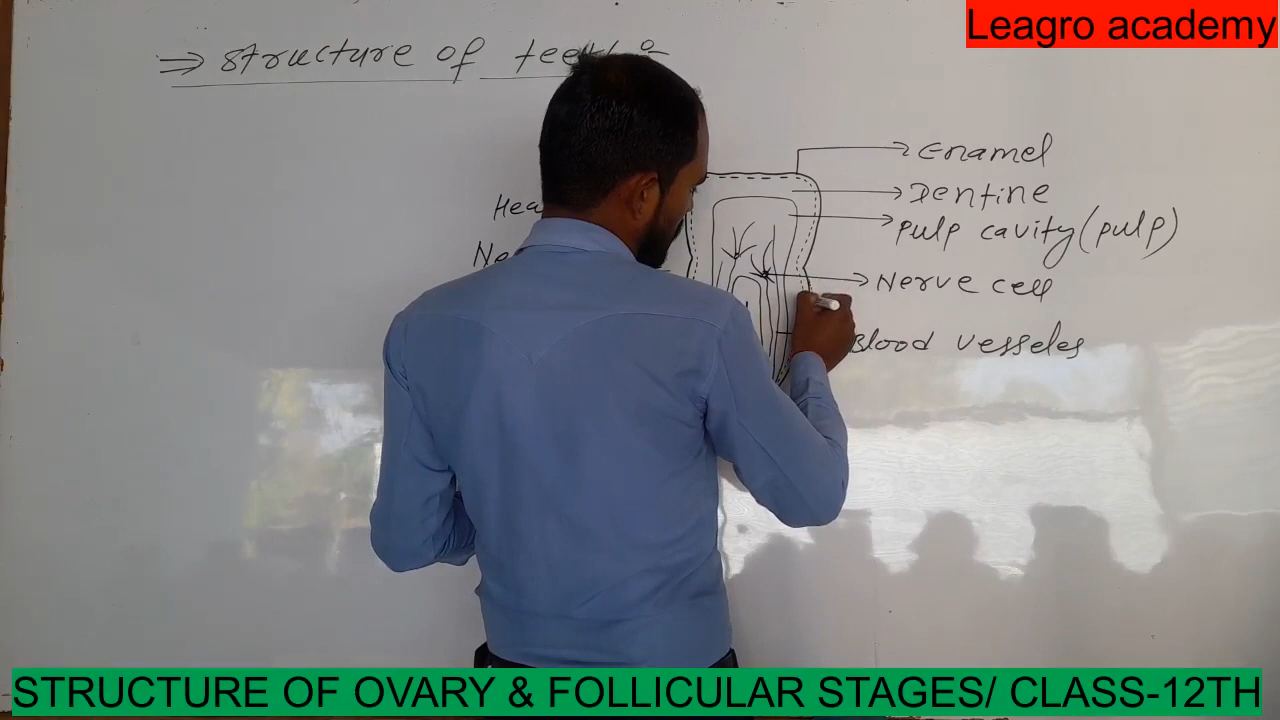 Leagro academy
⇒ Structure of teeth
Enamel
Dentine
Pulp cavity (pulp)
Nerve cell
Blood vesseles
STRUCTURE OF OVARY & FOLLICULAR STAGES/ CLASS-12TH